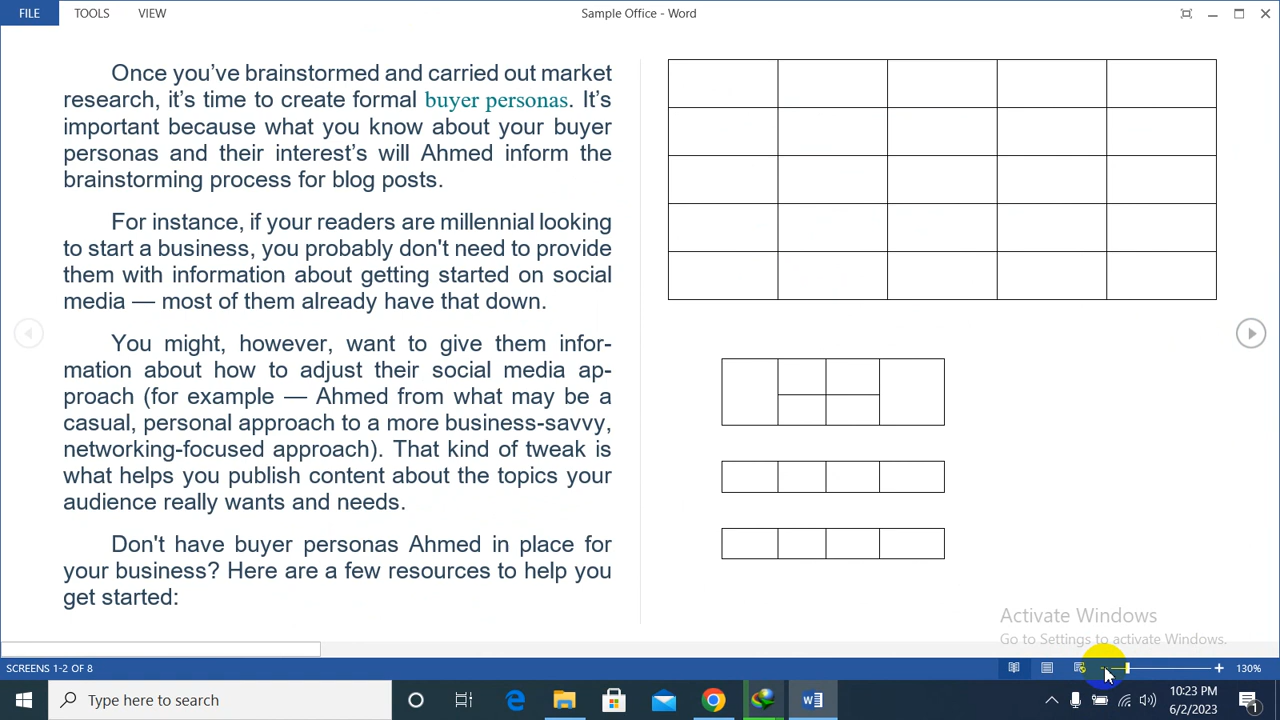 FILE TOOLS VIEW Sample Office - Word
Once you’ve brainstormed and carried out market
research, it’s time to create formal buyer personas. It’s
important because what you know about your buyer
personas and their interest’s will Ahmed inform the
brainstorming process for blog posts.
For instance, if your readers are millennial looking
to start a business, you probably don't need to provide
them with information about getting started on social
media — most of them already have that down.
You might, however, want to give them infor-
mation about how to adjust their social media ap-
proach (for example — Ahmed from what may be a
casual, personal approach to a more business-savvy,
networking-focused approach). That kind of tweak is
what helps you publish content about the topics your
audience really wants and needs.
Don't have buyer personas Ahmed in place for
your business? Here are a few resources to help you
get started:
Activate Windows
Go to Settings to activate Windows.
SCREENS 1-2 OF 8 130%
Type here to search
10:23 PM
6/2/2023
1